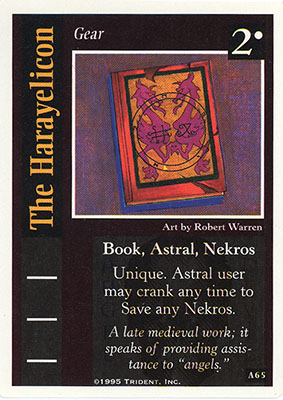 Gear
2•
The Harayelicon
Art by Robert Warren
Book, Astral, Nekros
Unique. Astral user
may crank any time to
Save any Nekros.
A late medieval work; it
speaks of providing assis-
tance to “angels.”
©1995 TRIDENT, INC.
A65